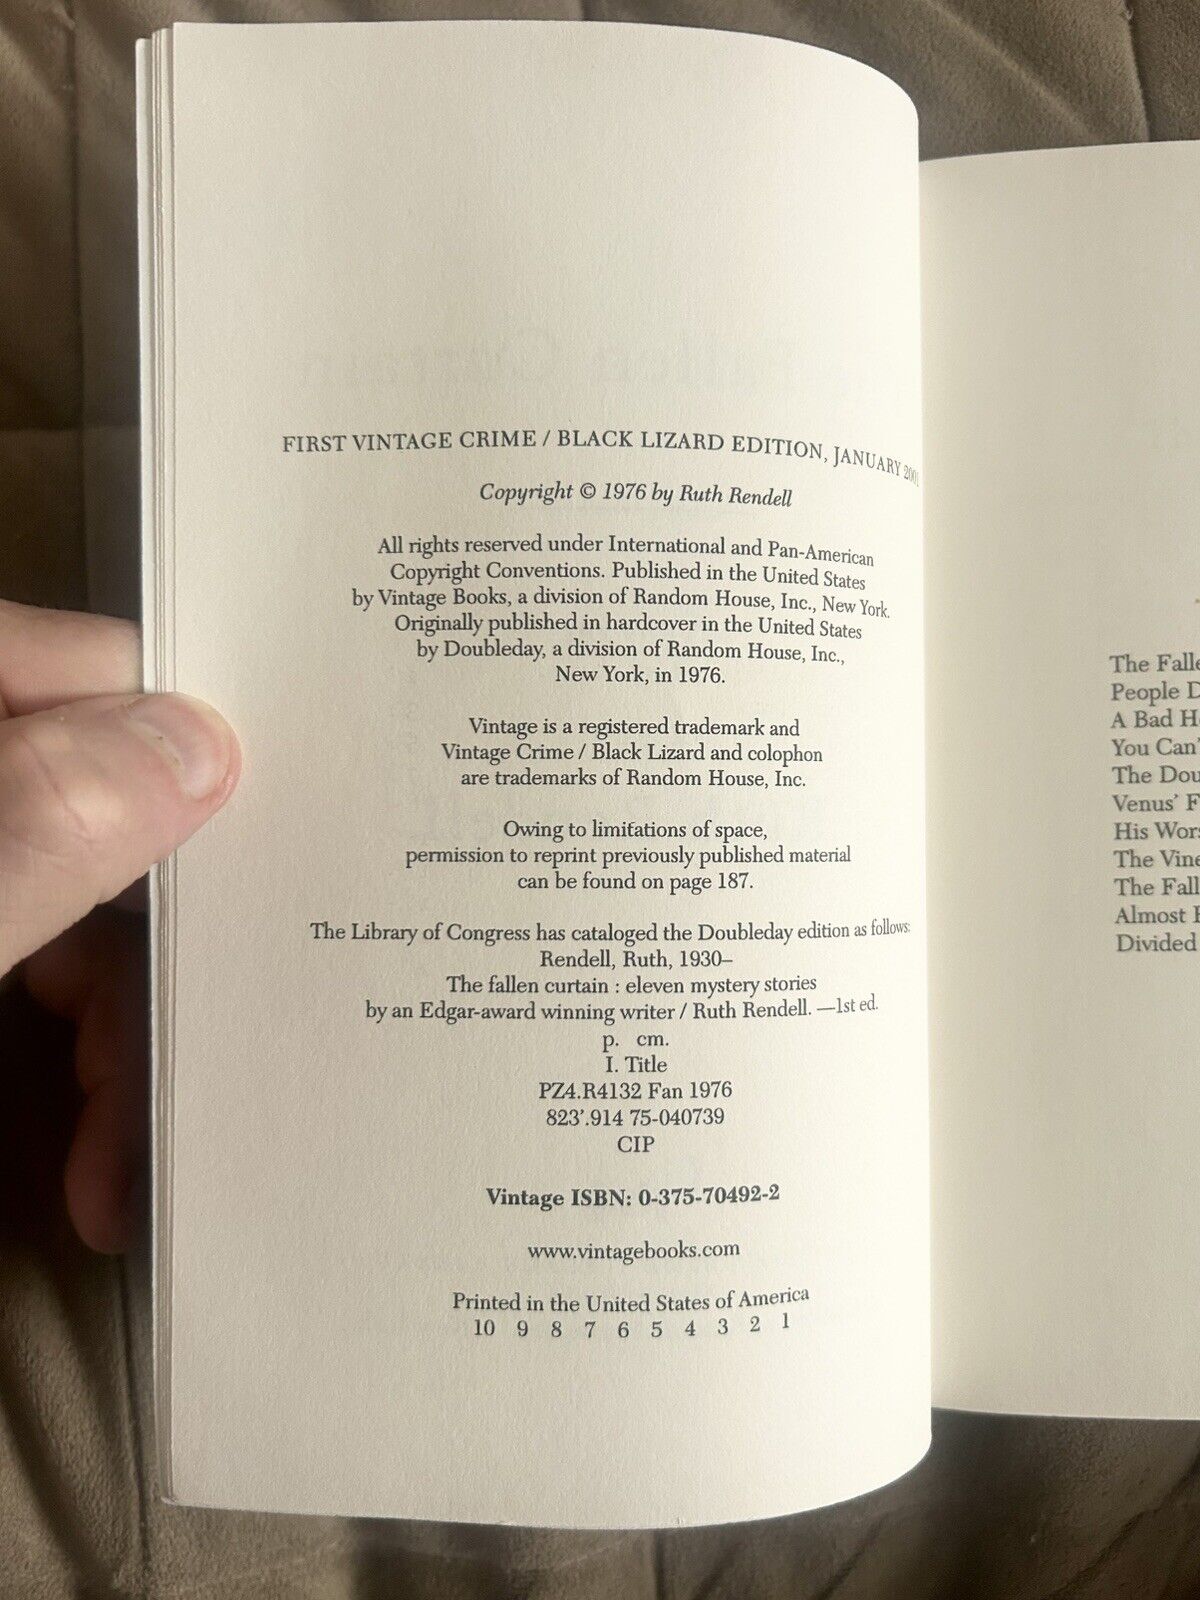 FIRST VINTAGE CRIME / BLACK LIZARD EDITION, JANUARY 2001
Copyright © 1976 by Ruth Rendell
All rights reserved under International and Pan-American
Copyright Conventions. Published in the United States
by Vintage Books, a division of Random House, Inc., New York.
Originally published in hardcover in the United States
by Doubleday, a division of Random House, Inc.,
New York, in 1976.
Vintage is a registered trademark and
Vintage Crime / Black Lizard and colophon
are trademarks of Random House, Inc.
Owing to limitations of space,
permission to reprint previously published material
can be found on page 187.
The Library of Congress has cataloged the Doubleday edition as follows:
Rendell, Ruth, 1930–
The fallen curtain : eleven mystery stories
by an Edgar-award winning writer / Ruth Rendell. —1st ed.
p. cm.
I. Title
PZ4.R4132 Fan 1976
823'.914 75-040739
CIP
Vintage ISBN: 0-375-70492-2
www.vintagebooks.com
Printed in the United States of America
10 9 8 7 6 5 4 3 2 1
The Falle
People D
A Bad H
You Can'
The Dou
Venus' F
His Wors
The Vine
The Fall
Almost
Divided